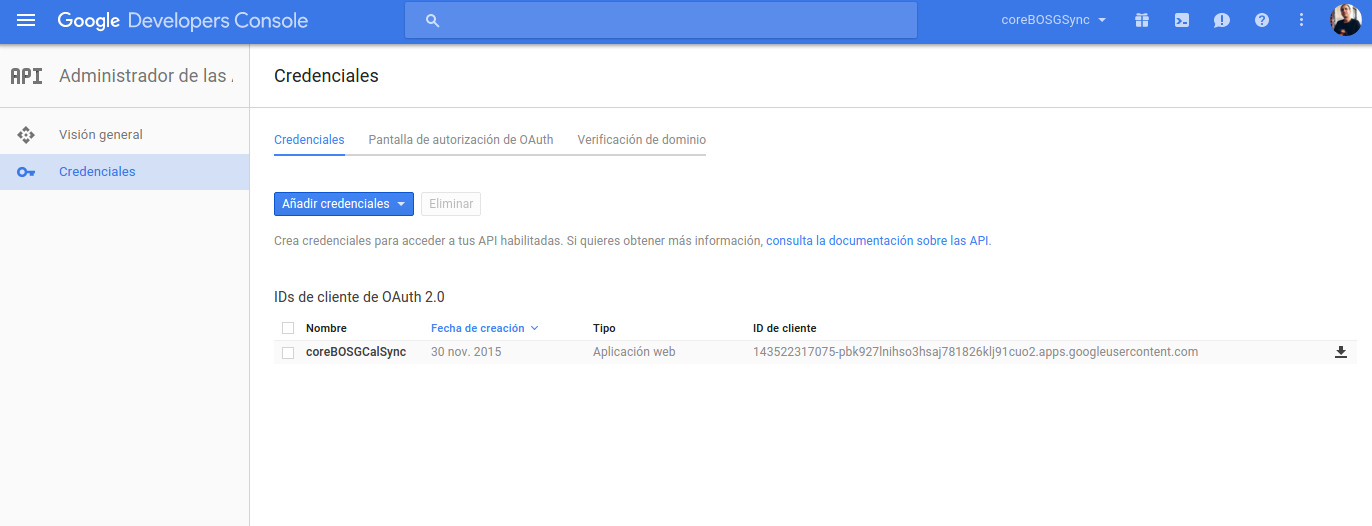 Google Developers Console
coreBOSGSync
API Administrador de las
Credenciales
Visión general
Credenciales
Credenciales Pantalla de autorización de OAuth Verificación de dominio
Añadir credenciales Eliminar
Crea credenciales para acceder a tus API habilitadas. Si quieres obtener más información, consulta la documentación sobre las API.
IDs de cliente de OAuth 2.0
Nombre Fecha de creación Tipo ID de cliente
coreBOSGCalSync 30 nov. 2015 Aplicación web 143522317075-pbk927lnihso3hsaj781826klj91cuo2.apps.googleusercontent.com